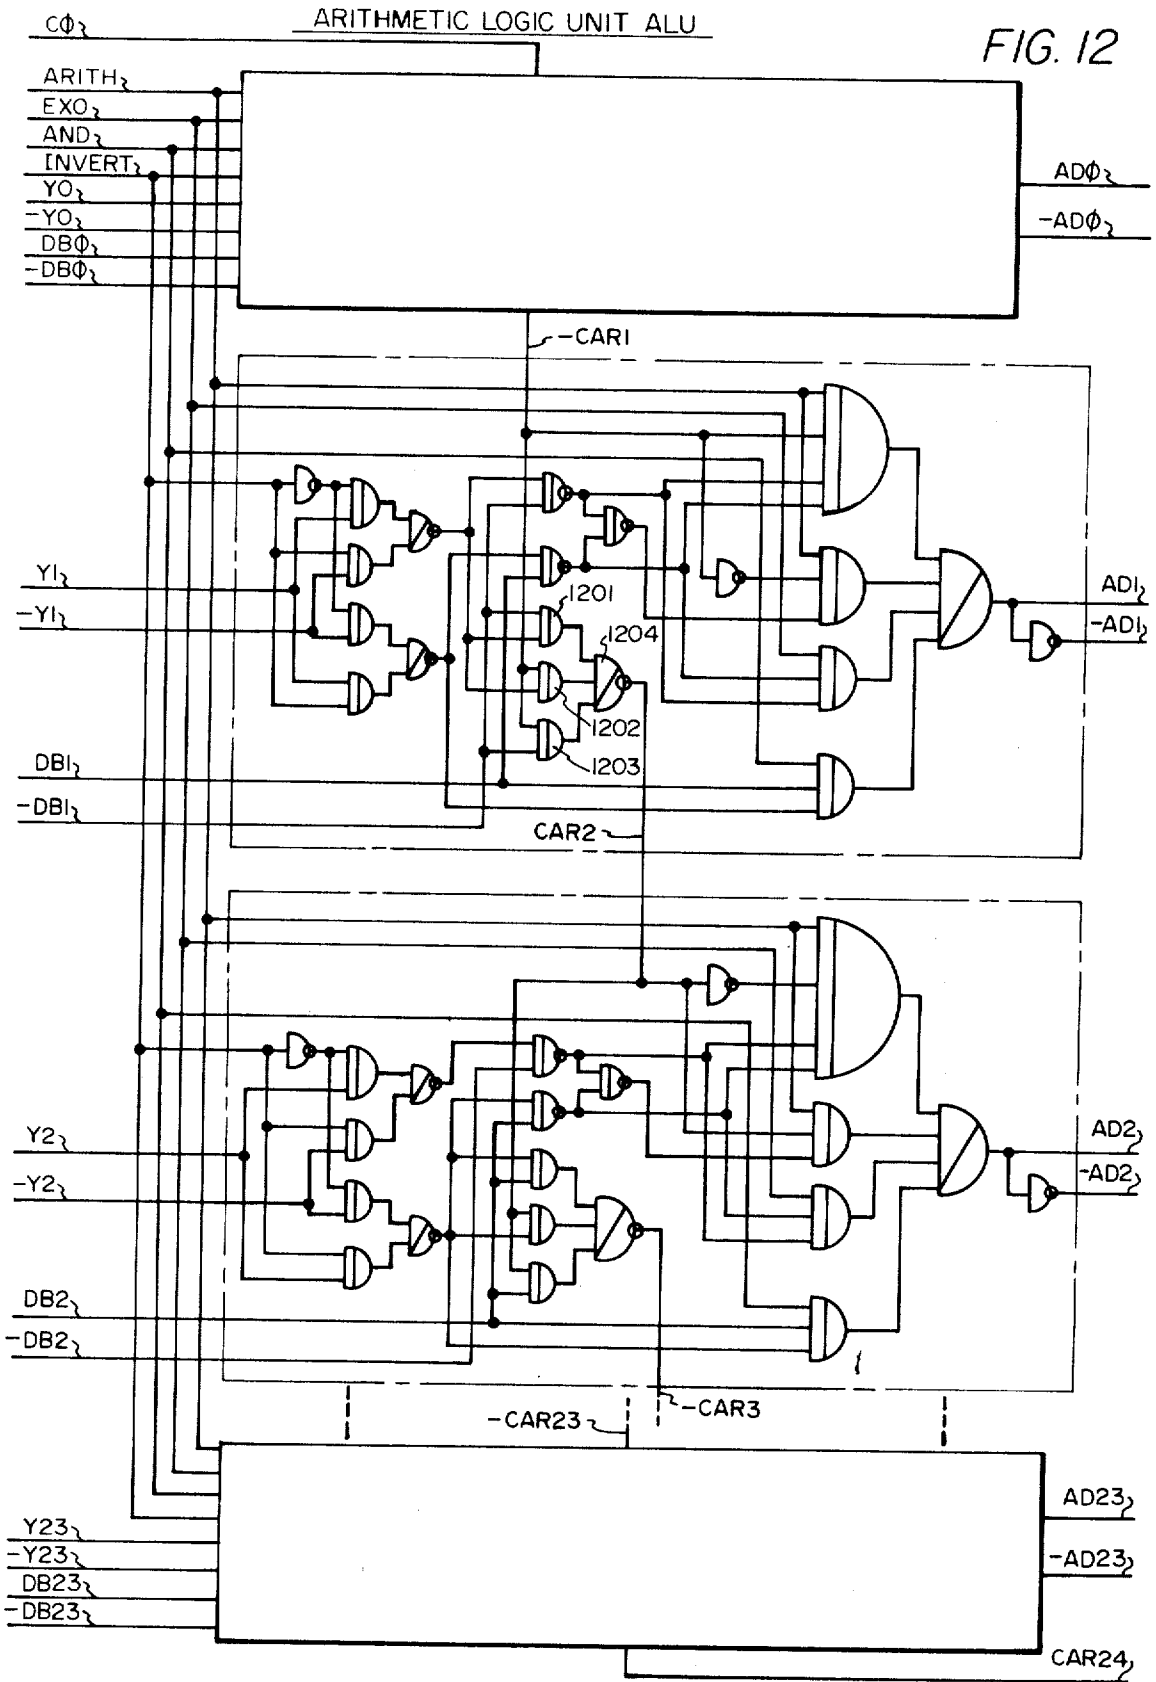 CΦ
ARITHMETIC LOGIC UNIT ALU
FIG. 12
ARITH
EXO
AND
INVERT
YO
-YO
DBΦ
-DBΦ
ADΦ
-ADΦ
-CAR1
Y1
-Y1
1201
1204
1202
1203
AD1
-AD1
DB1
-DB1
CAR2
Y2
-Y2
AD2
-AD2
DB2
-DB2
-CAR3
-CAR23
Y23
-Y23
DB23
-DB23
AD23
-AD23
CAR24